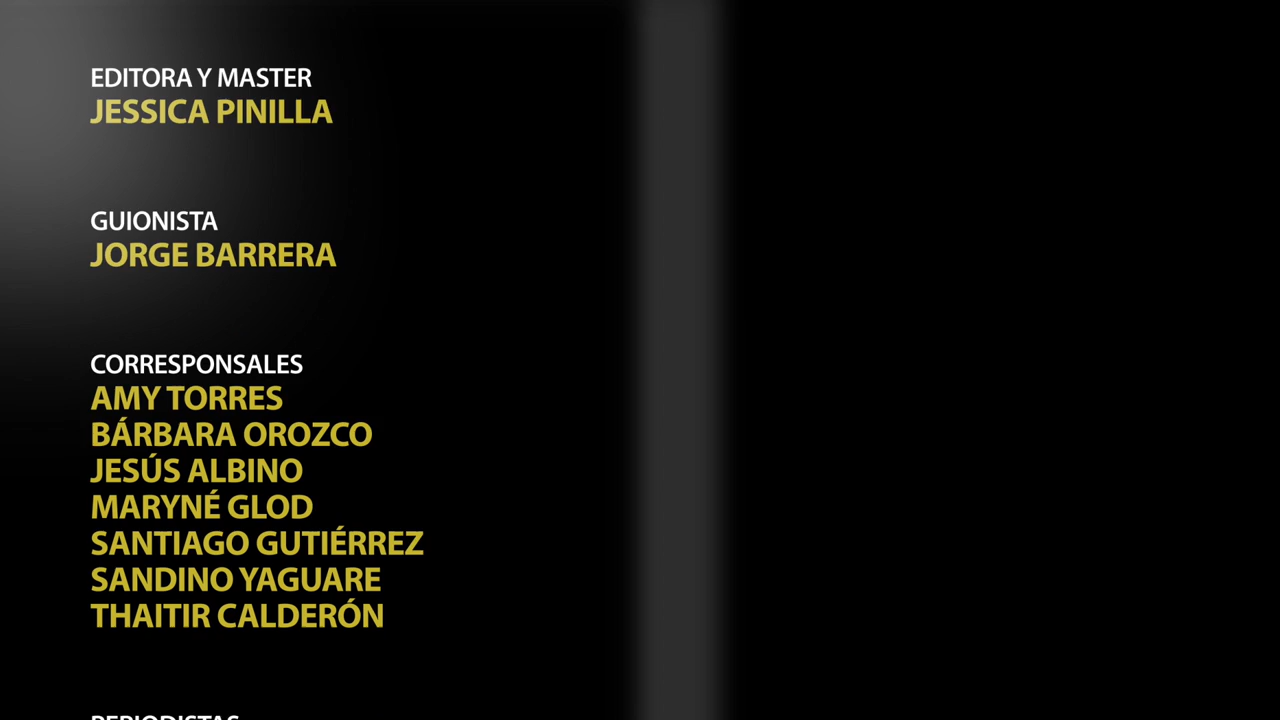 EDITORA Y MASTER
JESSICA PINILLA
GUIONISTA
JORGE BARRERA
CORRESPONSALES
AMY TORRES
BÁRBARA OROZCO
JESÚS ALBINO
MARYNÉ GLOD
SANTIAGO GUTIÉRREZ
SANDINO YAGUARE
THAITIR CALDERÓN
PERIODISTAS